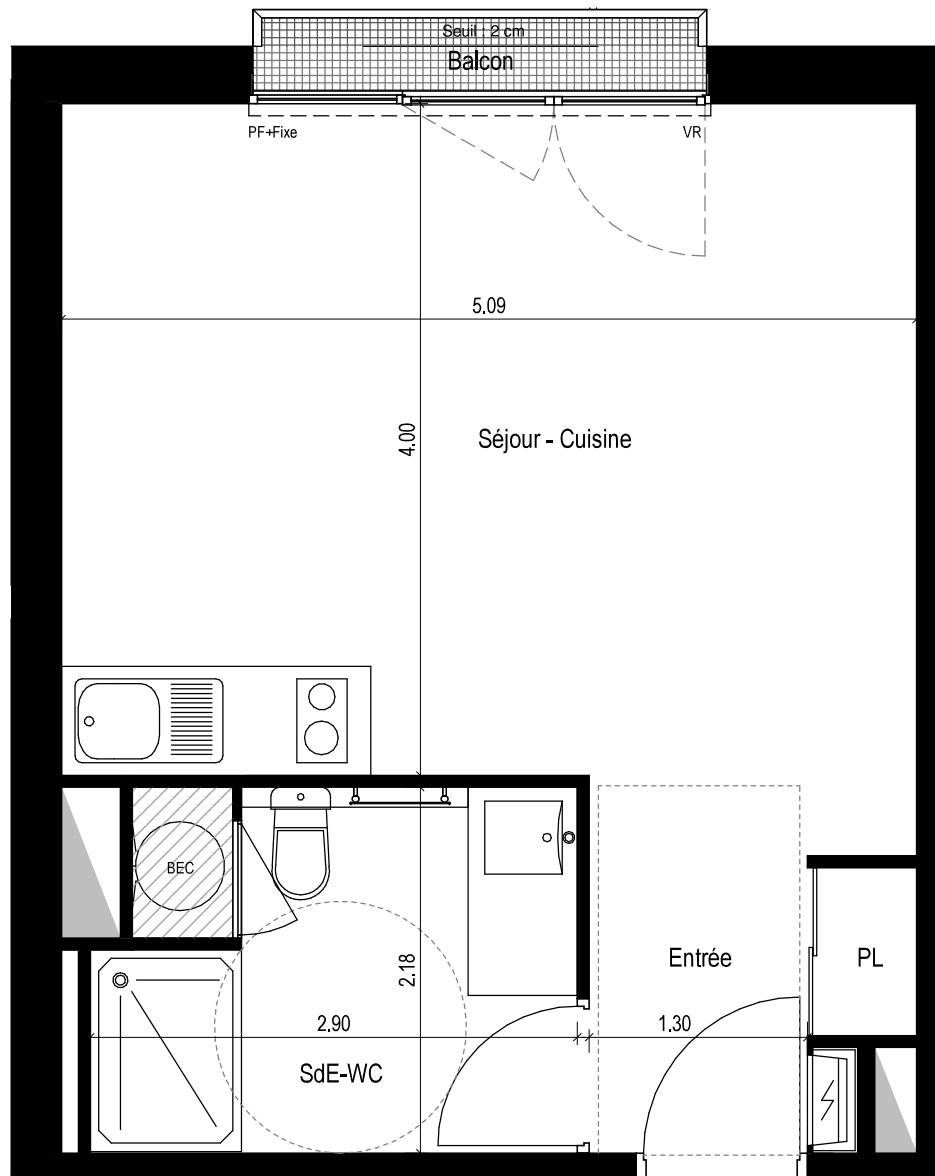 Seuil : 2 cm
Balcon
PF+Fixe
VR
5.09
4.00
Séjour - Cuisine
BEC
Entrée
PL
2.18
2.90
1.30
SdE-WC